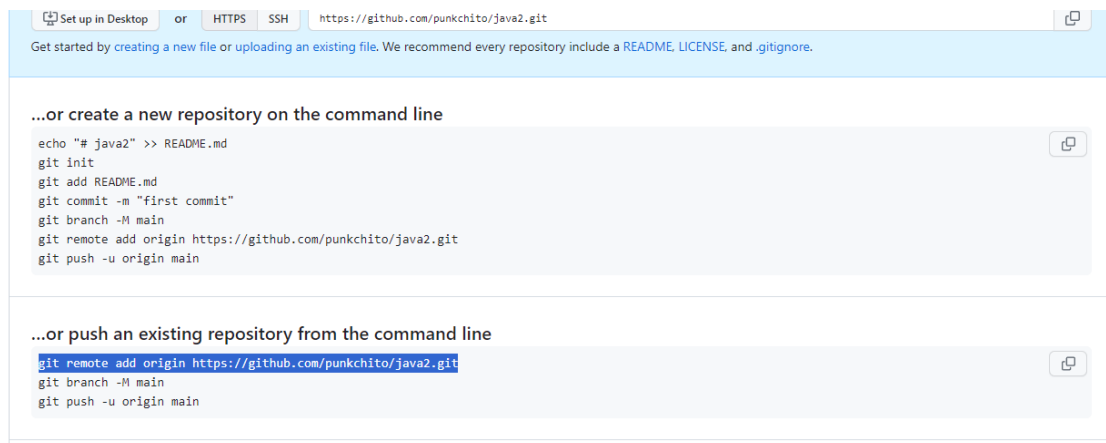 Set up in Desktop or HTTPS SSH https://github.com/punkchito/java2.git
Get started by creating a new file or uploading an existing file. We recommend every repository include a README, LICENSE, and .gitignore.
...or create a new repository on the command line
echo "# java2" >> README.md
git init
git add README.md
git commit -m "first commit"
git branch -M main
git remote add origin https://github.com/punkchito/java2.git
git push -u origin main
...or push an existing repository from the command line
git remote add origin https://github.com/punkchito/java2.git
git branch -M main
git push -u origin main